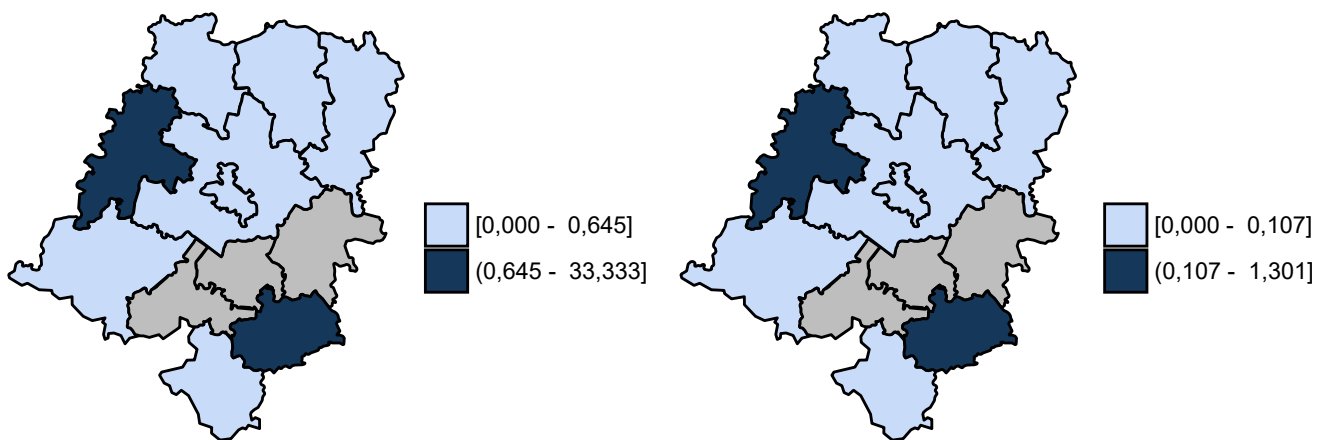 [0,000 - 0,645]
(0,645 - 33,333]
[0,000 - 0,107]
(0,107 - 1,301]